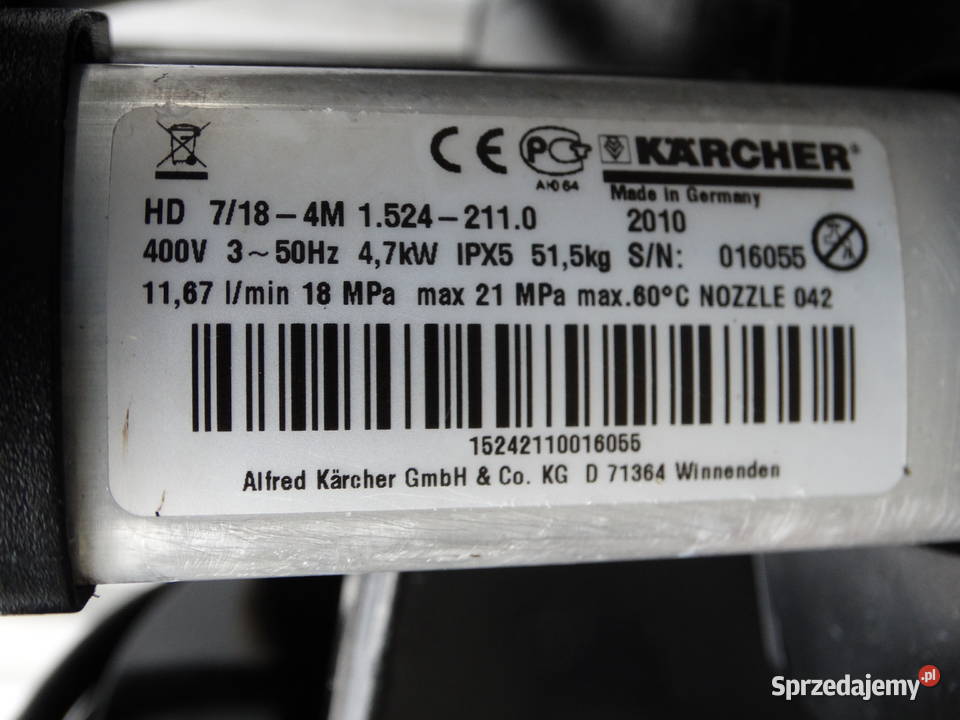 CE PG KÄRCHER®
АЮ64
Made in Germany
HD 7/18-4M 1.524-211.0 2010
400V 3~50Hz 4,7kW IPX5 51,5kg S/N: 016055
11,67 l/min 18 MPa max 21 MPa max.60°C NOZZLE 042
15242110016055
Alfred Kärcher GmbH & Co. KG D 71364 Winnenden
Sprzedajemy.pl